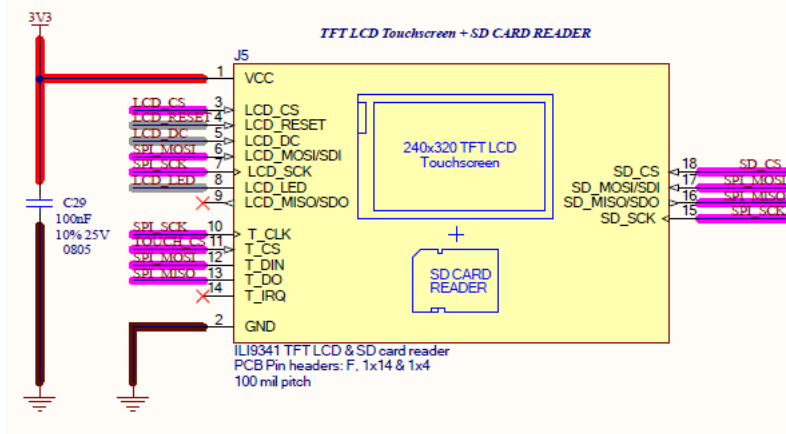 3V3
TFT LCD Touchscreen + SD CARD READER
J5
1 VCC
LCD_CS 3 LCD_CS
LCD_RESET 4 LCD_RESET
LCD_DC 5 LCD_DC
SPI_MOSI 6 LCD_MOSI/SDI
SPI_SCK 7 LCD_SCK
LCD_LED 8 LCD_LED
9 LCD_MISO/SDO
SPI_SCK 10 T_CLK
TOUCH_CS 11 T_CS
SPI_MOSI 12 T_DIN
SPI_MISO 13 T_DO
14 T_IRQ
2 GND
240x320 TFT LCD
Touchscreen
SD CARD
READER
SD_CS 18 SD_CS
SD_MOSI/SDI 17 SPI_MOSI
SD_MISO/SDO 16 SPI_MISO
SD_SCK 15 SPI_SCK
C29
100nF
10% 25V
0805
ILI9341 TFT LCD & SD card reader
PCB Pin headers: F, 1x14 & 1x4
100 mil pitch